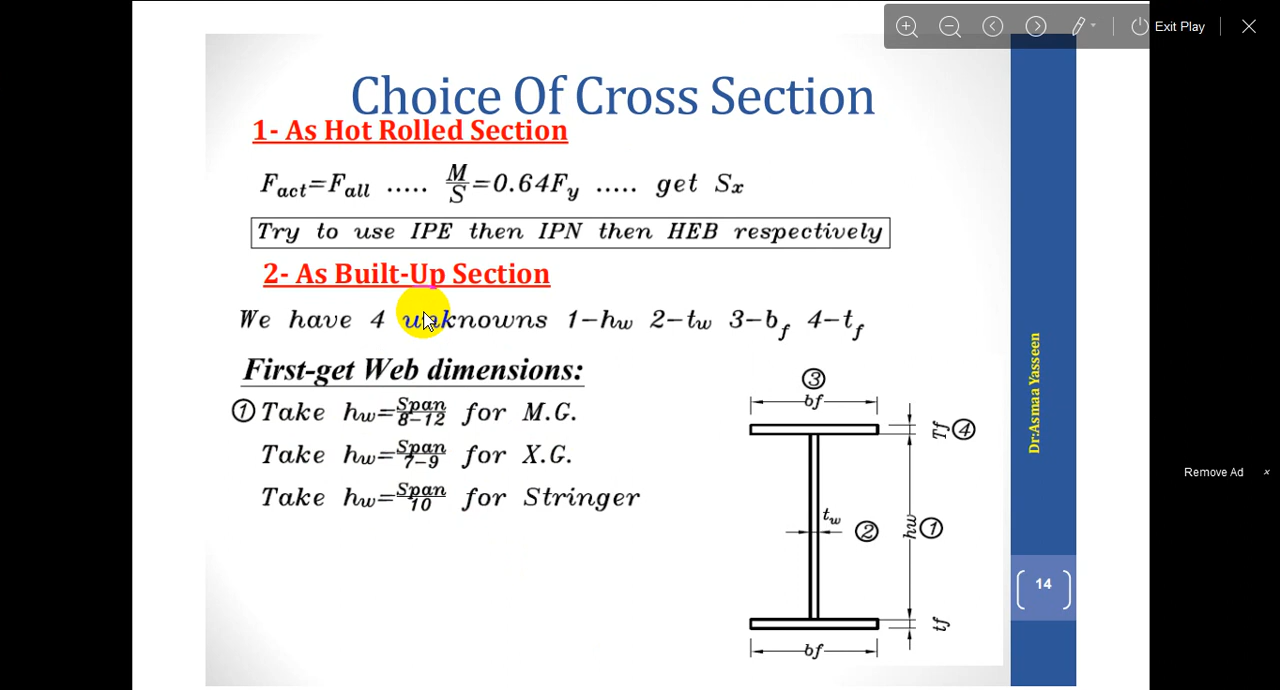 Exit Play
Choice Of Cross Section
1- As Hot Rolled Section
Fact=Fall ..... M/S=0.64Fy ..... get Sx
Try to use IPE then IPN then HEB respectively
2- As Built-Up Section
We have 4 unknowns 1-hw 2-tw 3-bf 4-tf
First-get Web dimensions:
① Take hw=Span/8-12 for M.G.
Take hw=Span/7-9 for X.G.
Take hw=Span/10 for Stringer
③
bf
Tf ④
tw
②
hw ①
tf
bf
Dr:Asmaa Yasseen
14
Remove Ad ×